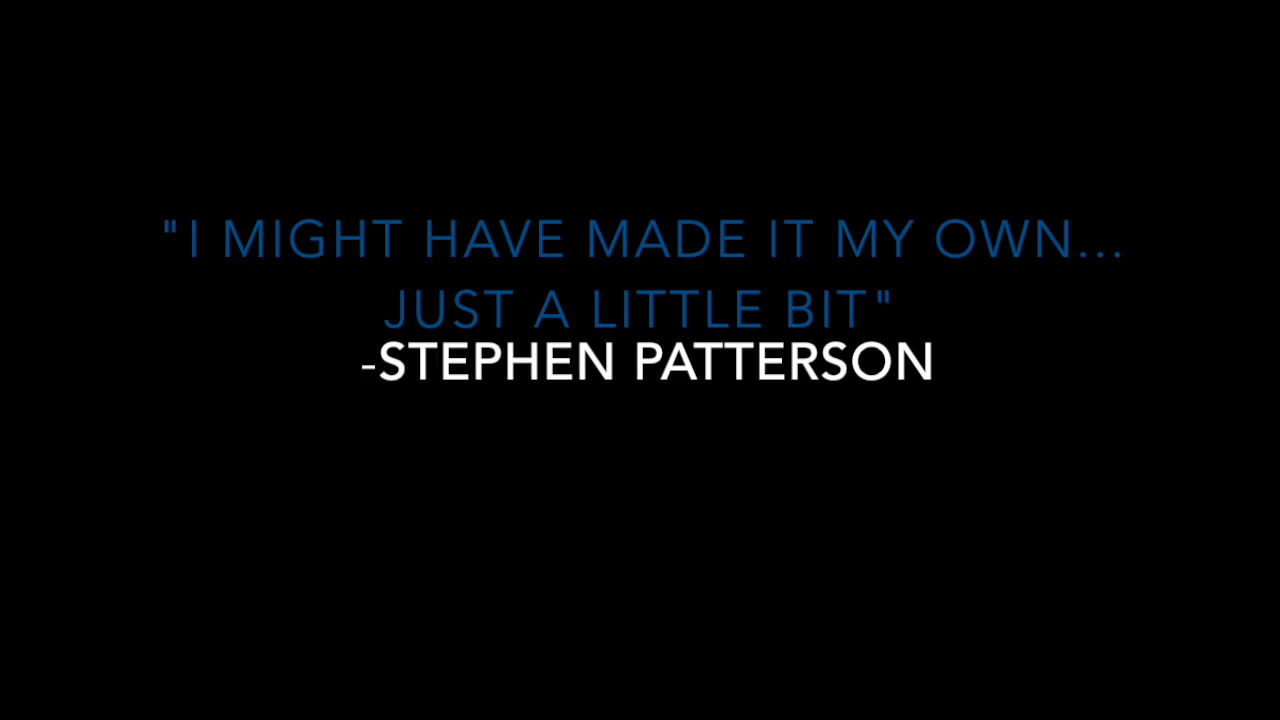 "I MIGHT HAVE MADE IT MY OWN...
JUST A LITTLE BIT"
-STEPHEN PATTERSON